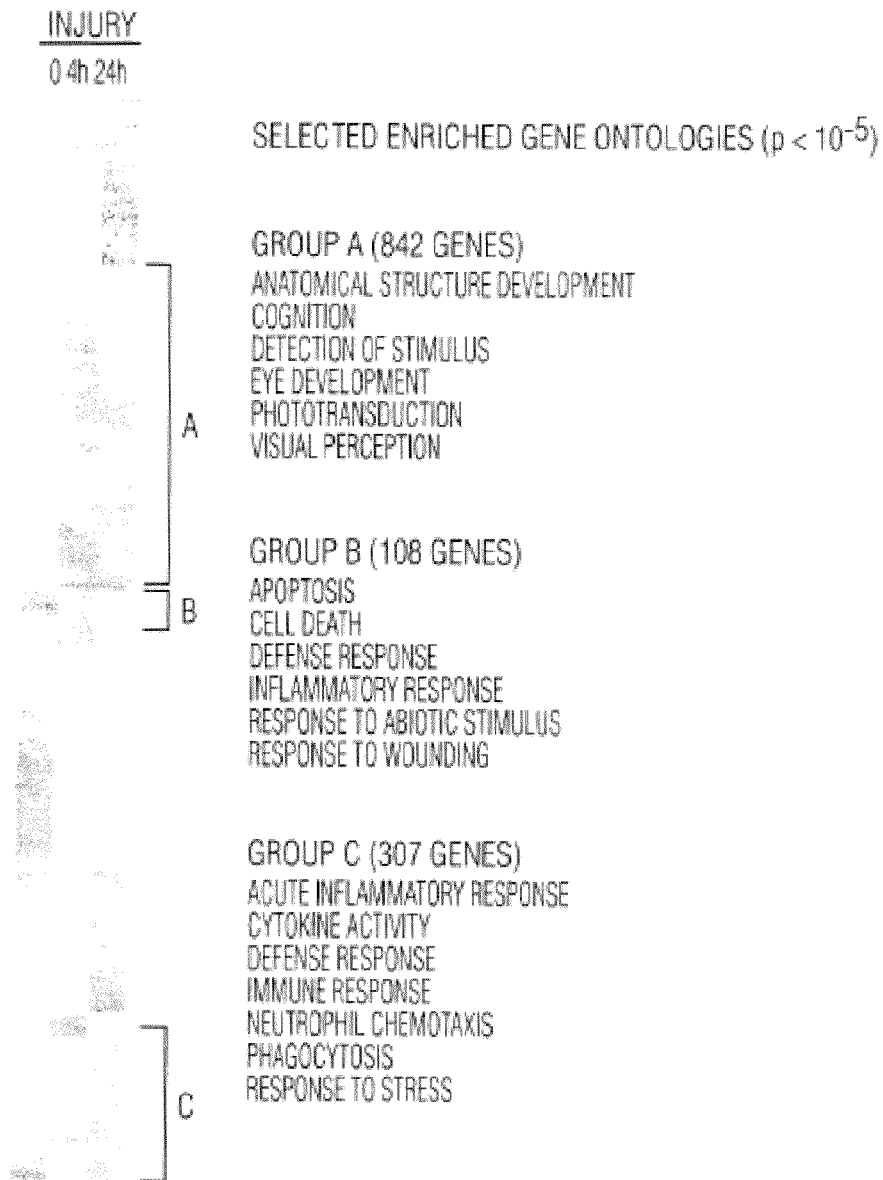 INJURY
0 4h 24h
SELECTED ENRICHED GENE ONTOLOGIES (p < 10⁻⁵)
GROUP A (842 GENES)
ANATOMICAL STRUCTURE DEVELOPMENT
COGNITION
DETECTION OF STIMULUS
EYE DEVELOPMENT
PHOTOTRANSDUCTION
VISUAL PERCEPTION
A
GROUP B (108 GENES)
APOPTOSIS
CELL DEATH
DEFENSE RESPONSE
INFLAMMATORY RESPONSE
RESPONSE TO ABIOTIC STIMULUS
RESPONSE TO WOUNDING
B
GROUP C (307 GENES)
ACUTE INFLAMMATORY RESPONSE
CYTOKINE ACTIVITY
DEFENSE RESPONSE
IMMUNE RESPONSE
NEUTROPHIL CHEMOTAXIS
PHAGOCYTOSIS
RESPONSE TO STRESS
C